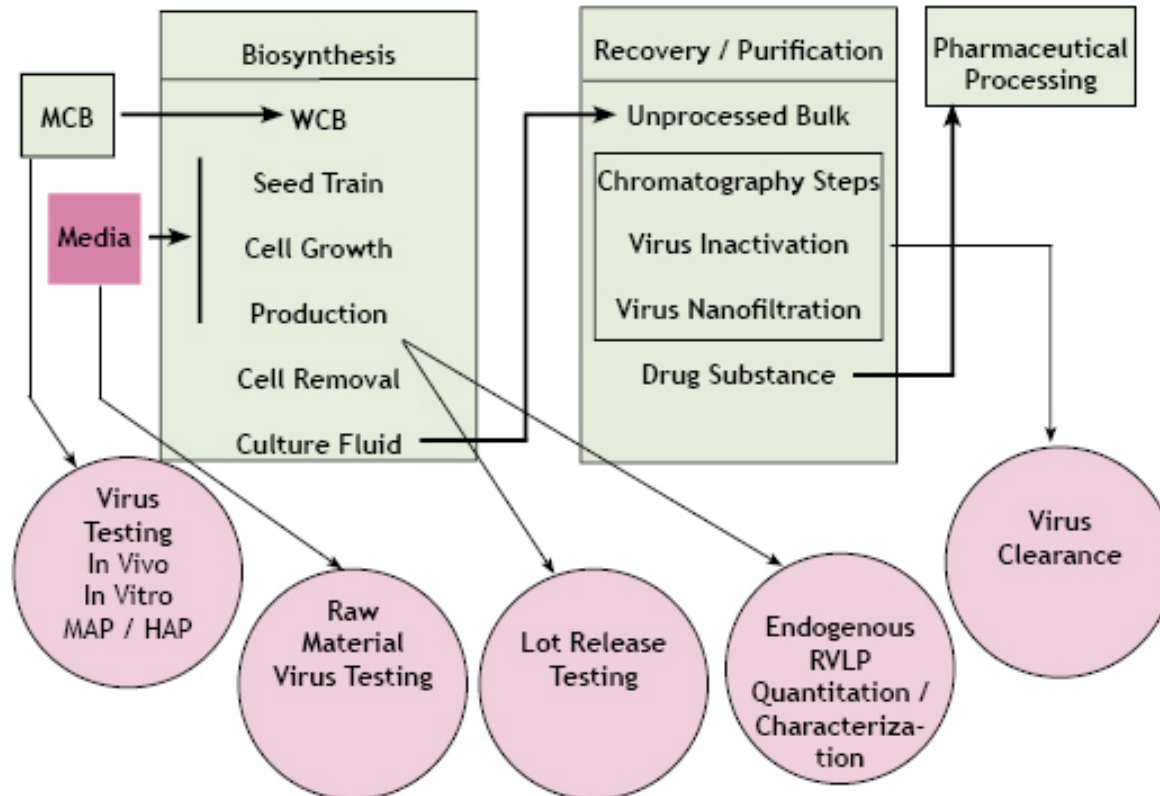 Biosynthesis
MCB
WCB
Seed Train
Media
Cell Growth
Production
Cell Removal
Culture Fluid
Recovery / Purification
Unprocessed Bulk
Chromatography Steps
Virus Inactivation
Virus Nanofiltration
Drug Substance
Pharmaceutical
Processing
Virus
Testing
In Vivo
In Vitro
MAP / HAP
Raw
Material
Virus Testing
Lot Release
Testing
Endogenous
RVLP
Quantitation /
Characteriza-
tion
Virus
Clearance